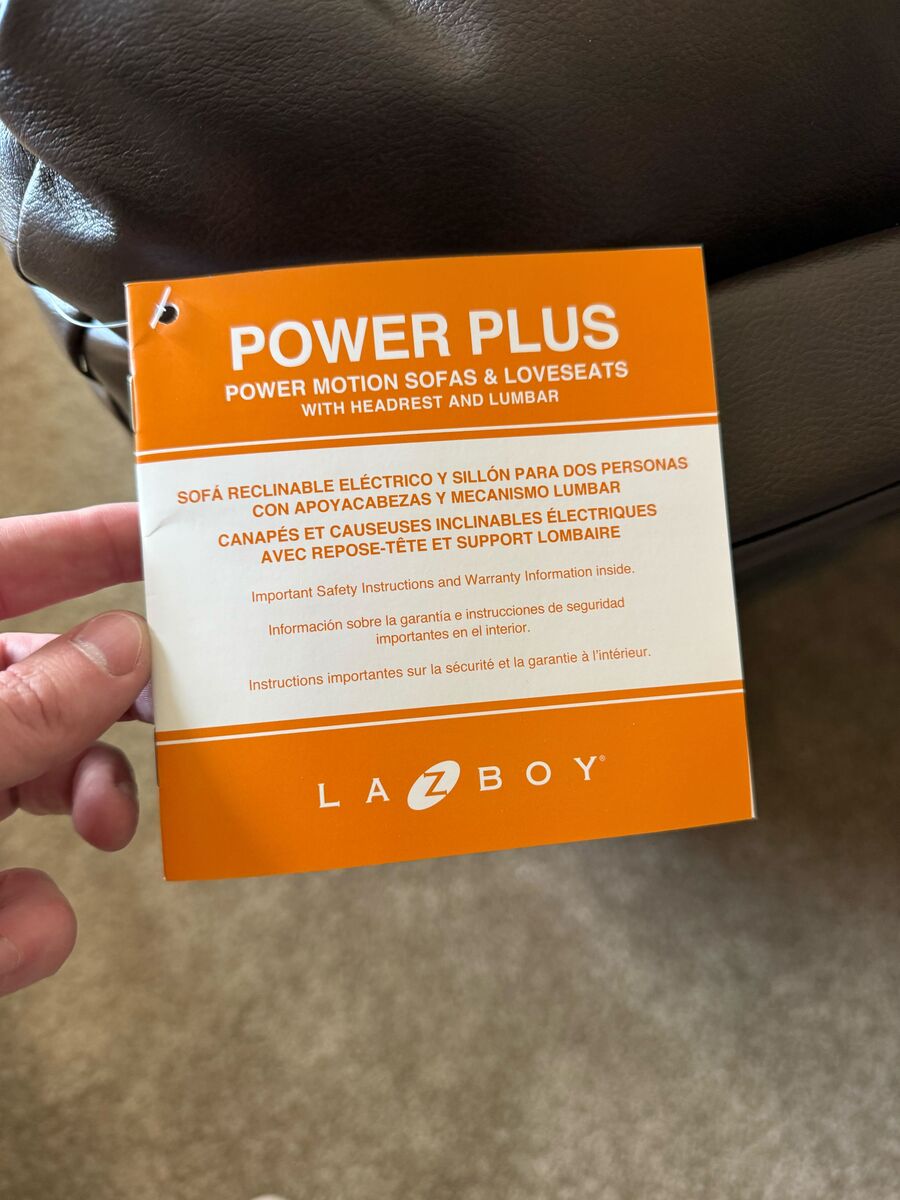 POWER PLUS
POWER MOTION SOFAS & LOVESEATS
WITH HEADREST AND LUMBAR
SOFÁ RECLINABLE ELÉCTRICO Y SILLÓN PARA DOS PERSONAS
CON APOYACABEZAS Y MECANISMO LUMBAR
CANAPÉS ET CAUSEUSES INCLINABLES ÉLECTRIQUES
AVEC REPOSE-TÊTE ET SUPPORT LOMBAIRE
Important Safety Instructions and Warranty Information inside.
Información sobre la garantía e instrucciones de seguridad
importantes en el interior.
Instructions importantes sur la sécurité et la garantie à l'intérieur.
LA Z BOY®